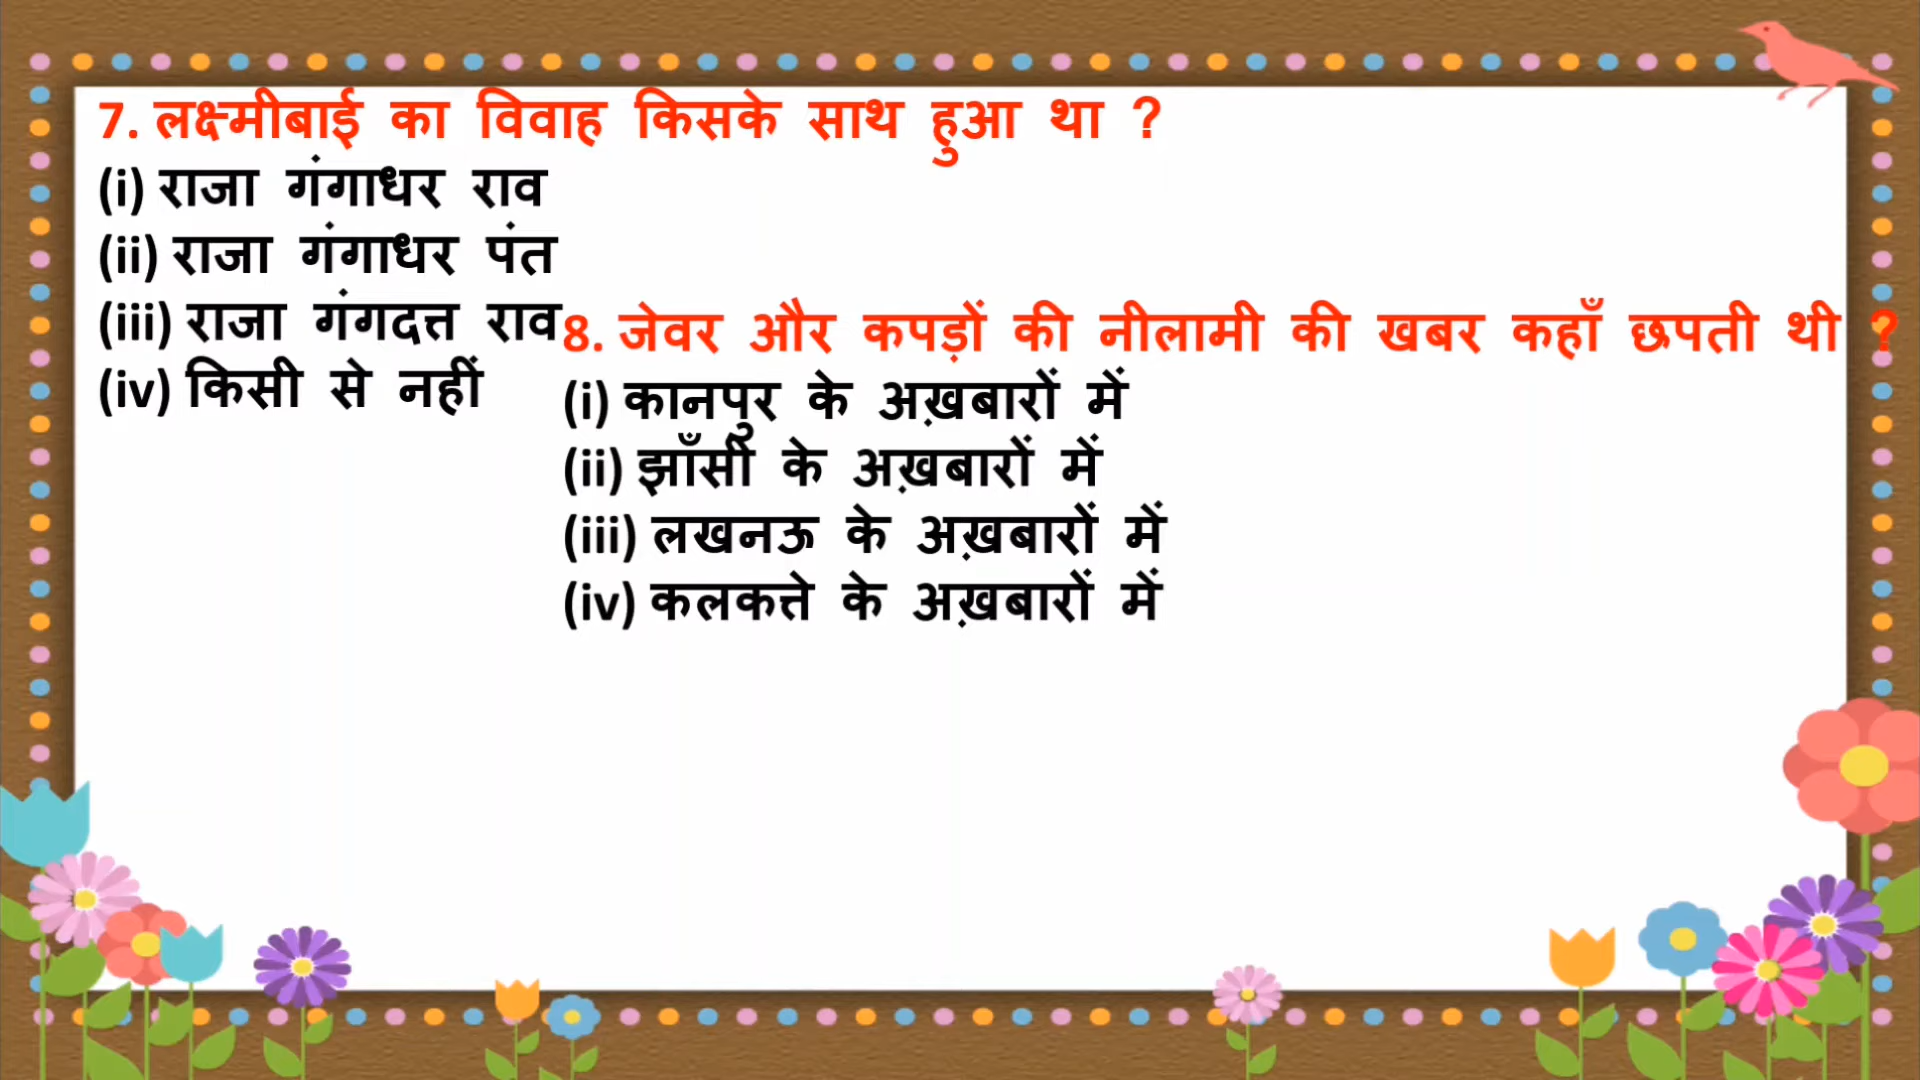 7. लक्ष्मीबाई का विवाह किसके साथ हुआ था ?
(i) राजा गंगाधर राव
(ii) राजा गंगाधर पंत
(iii) राजा गंगदत्त राव
(iv) किसी से नहीं
8. जेवर और कपड़ों की नीलामी की खबर कहाँ छपती थी ?
(i) कानपुर के अख़बारों में
(ii) झाँसी के अख़बारों में
(iii) लखनऊ के अख़बारों में
(iv) कलकत्ते के अख़बारों में